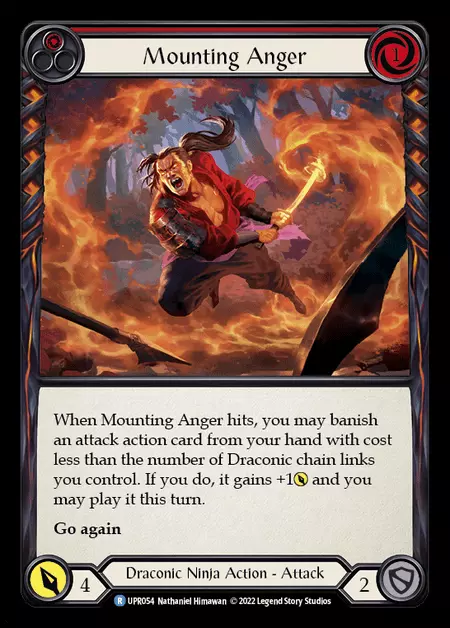 1
Mounting Anger
When Mounting Anger hits, you may banish
an attack action card from your hand with cost
less than the number of Draconic chain links
you control. If you do, it gains +1 and you
may play it this turn.
Go again
4
Draconic Ninja Action - Attack
2
R UPR054 Nathaniel Himawan © 2022 Legend Story Studios